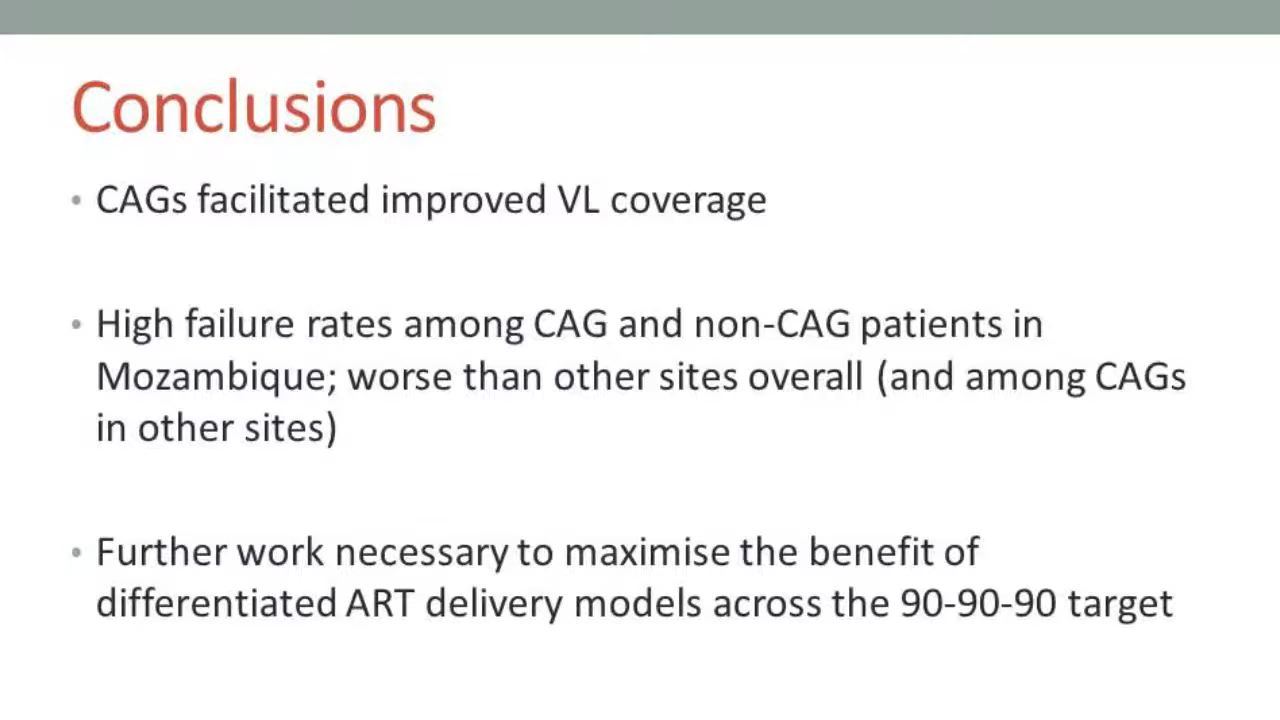 Conclusions
• CAGs facilitated improved VL coverage
• High failure rates among CAG and non-CAG patients in
Mozambique; worse than other sites overall (and among CAGs
in other sites)
• Further work necessary to maximise the benefit of
differentiated ART delivery models across the 90-90-90 target